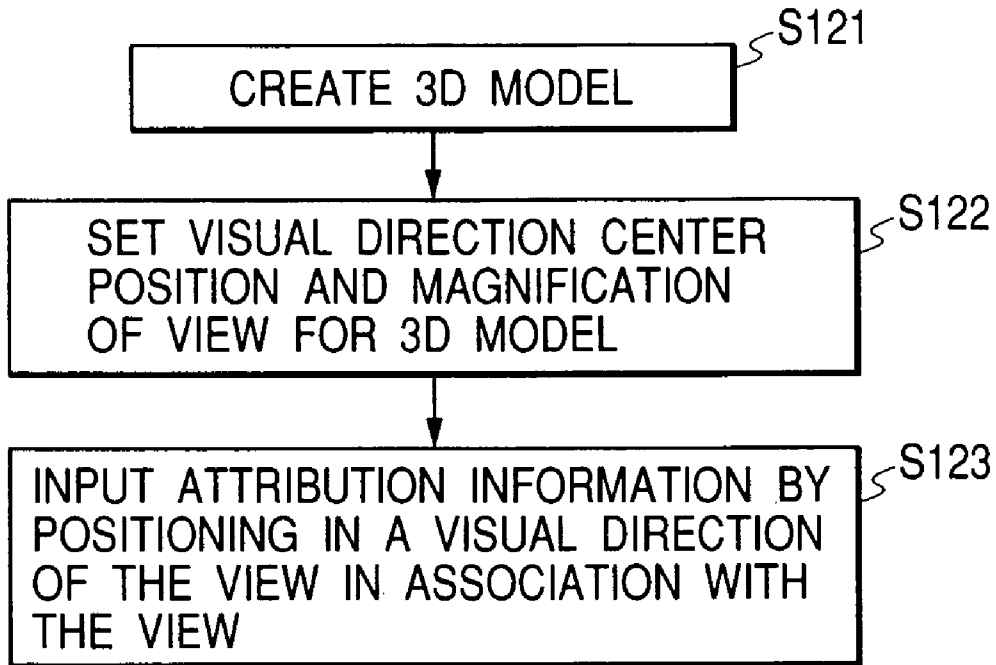 S121
CREATE 3D MODEL
S122
SET VISUAL DIRECTION CENTER
POSITION AND MAGNIFICATION
OF VIEW FOR 3D MODEL
S123
INPUT ATTRIBUTION INFORMATION BY
POSITIONING IN A VISUAL DIRECTION
OF THE VIEW IN ASSOCIATION WITH
THE VIEW